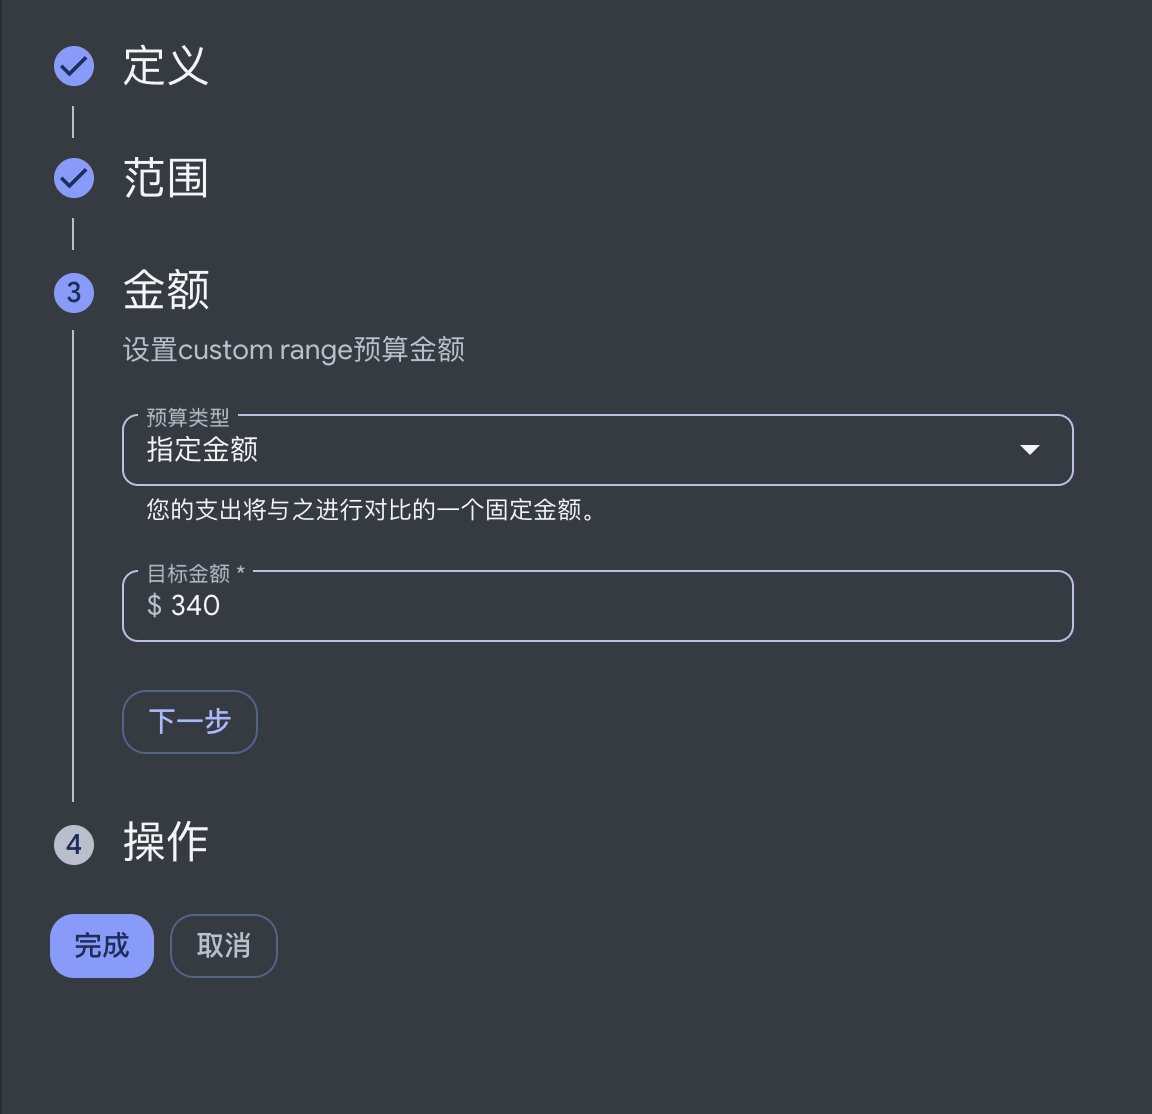 定义
范围
3 金额
设置custom range预算金额
预算类型
指定金额
您的支出将与之进行对比的一个固定金额。
目标金额 *
$ 340
下一步
4 操作
完成 取消